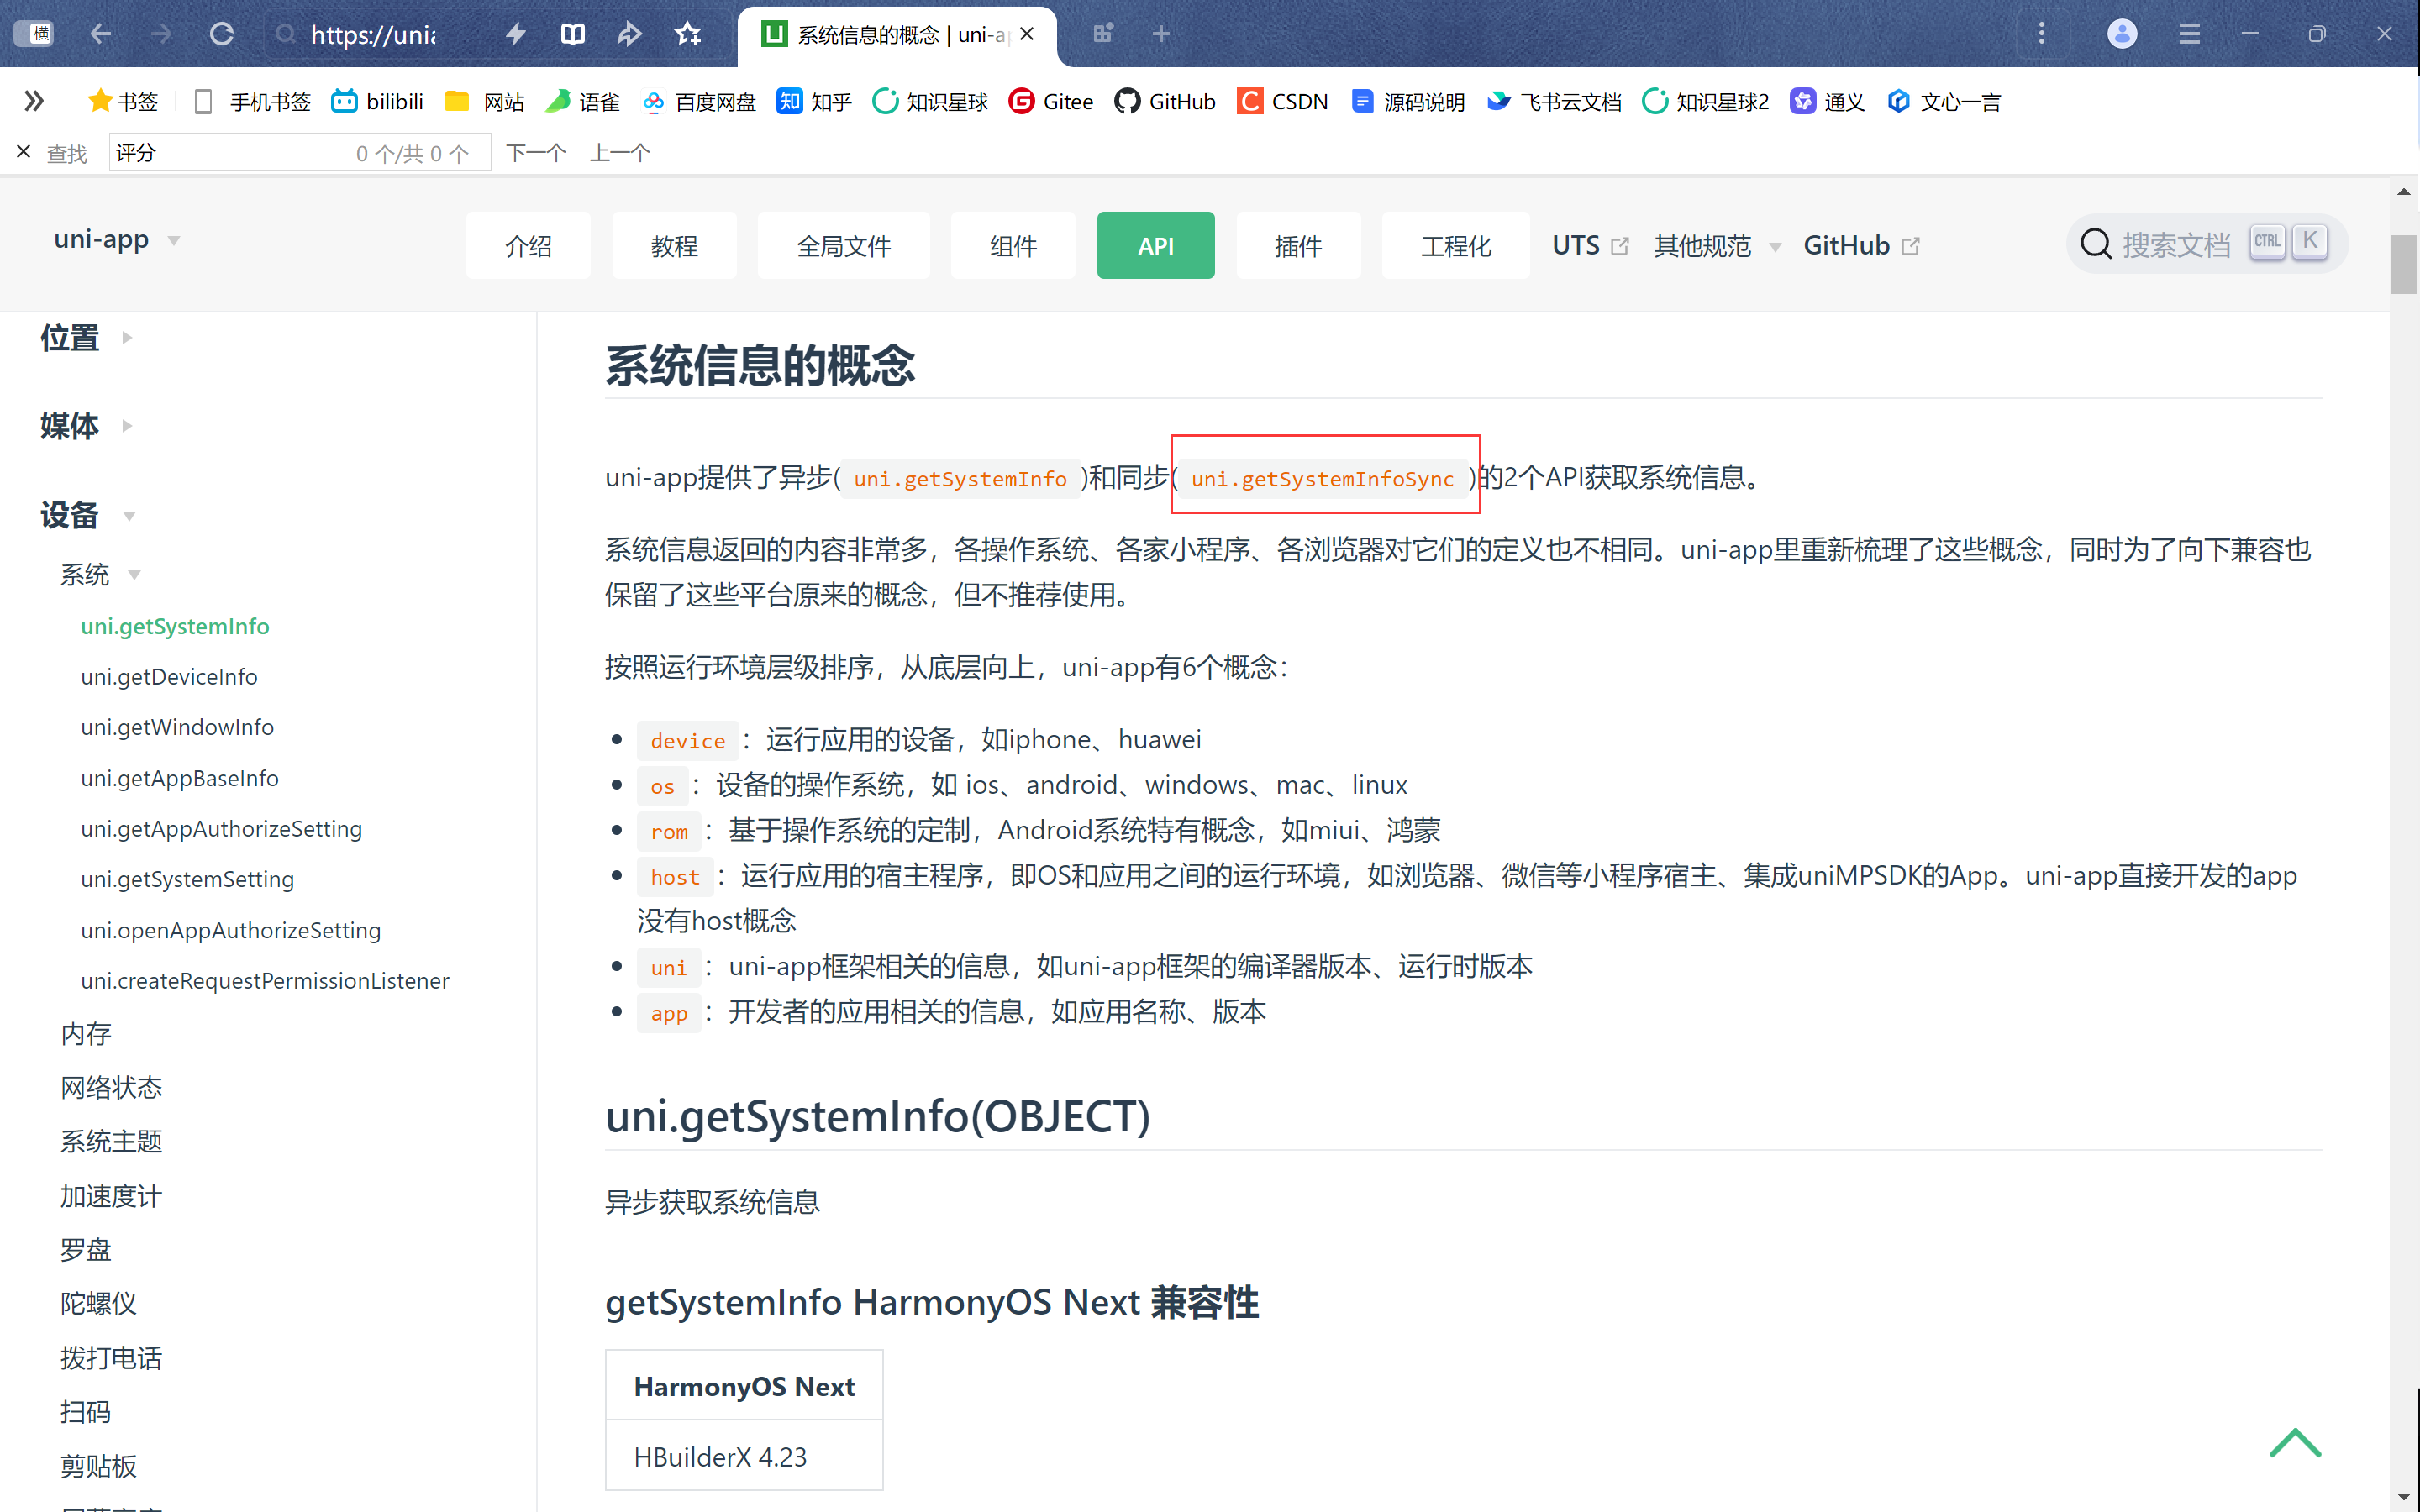 横
https://unia
系统信息的概念 | uni-ap
书签 手机书签 bilibili 网站 语雀 百度网盘 知乎 知识星球 Gitee GitHub CSDN 源码说明 飞书云文档 知识星球2 通义 文心一言
查找 评分 0 个/共 0 个 下一个 上一个
uni-app 介绍 教程 全局文件 组件 API 插件 工程化 UTS 其他规范 GitHub 搜索文档 CTRL K
位置
媒体
设备
系统
uni.getSystemInfo
uni.getDeviceInfo
uni.getWindowInfo
uni.getAppBaseInfo
uni.getAppAuthorizeSetting
uni.getSystemSetting
uni.openAppAuthorizeSetting
uni.createRequestPermissionListener
内存
网络状态
系统主题
加速度计
罗盘
陀螺仪
拨打电话
扫码
剪贴板
系统信息的概念
uni-app提供了异步(uni.getSystemInfo)和同步(uni.getSystemInfoSync)的2个API获取系统信息。
系统信息返回的内容非常多，各操作系统、各家小程序、各浏览器对它们的定义也不相同。uni-app里重新梳理了这些概念，同时为了向下兼容也
保留了这些平台原来的概念，但不推荐使用。
按照运行环境层级排序，从底层向上，uni-app有6个概念：
device：运行应用的设备，如iphone、huawei
os：设备的操作系统，如 ios、android、windows、mac、linux
rom：基于操作系统的定制，Android系统特有概念，如miui、鸿蒙
host：运行应用的宿主程序，即OS和应用之间的运行环境，如浏览器、微信等小程序宿主、集成uniMPSDK的App。uni-app直接开发的app
没有host概念
uni：uni-app框架相关的信息，如uni-app框架的编译器版本、运行时版本
app：开发者的应用相关的信息，如应用名称、版本
uni.getSystemInfo(OBJECT)
异步获取系统信息
getSystemInfo HarmonyOS Next 兼容性
HarmonyOS Next
HBuilderX 4.23